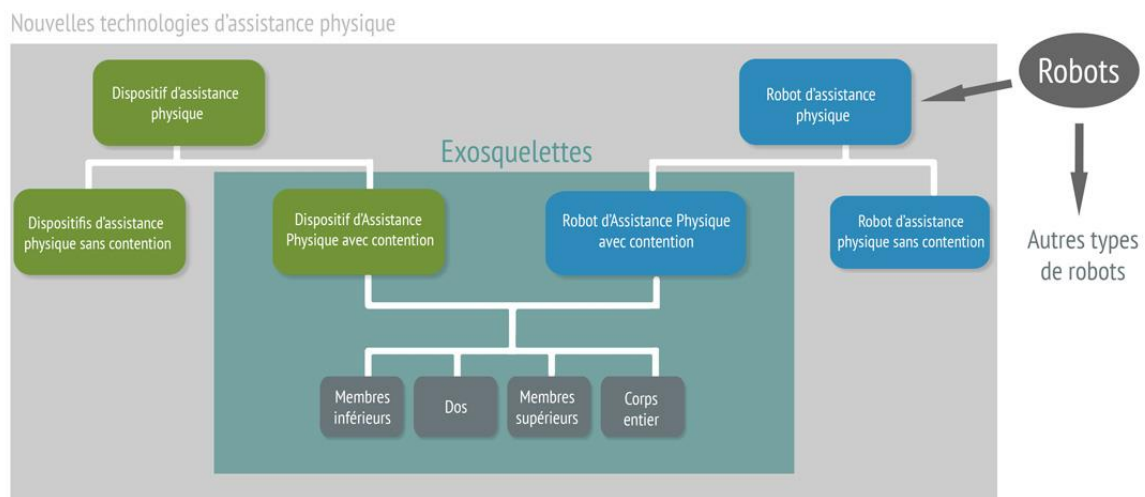 Nouvelles technologies d'assistance physique
Robots
Dispositif d'assistance
physique
Robot d'assistance
physique
Exosquelettes
Dispositifis d'assistance
physique sans contention
Dispositif d'Assistance
Physique avec contention
Robot d'Assistance Physique
avec contention
Robot d'assistance
physique sans contention
Autres types
de robots
Membres
inférieurs
Dos
Membres
supérieurs
Corps
entier